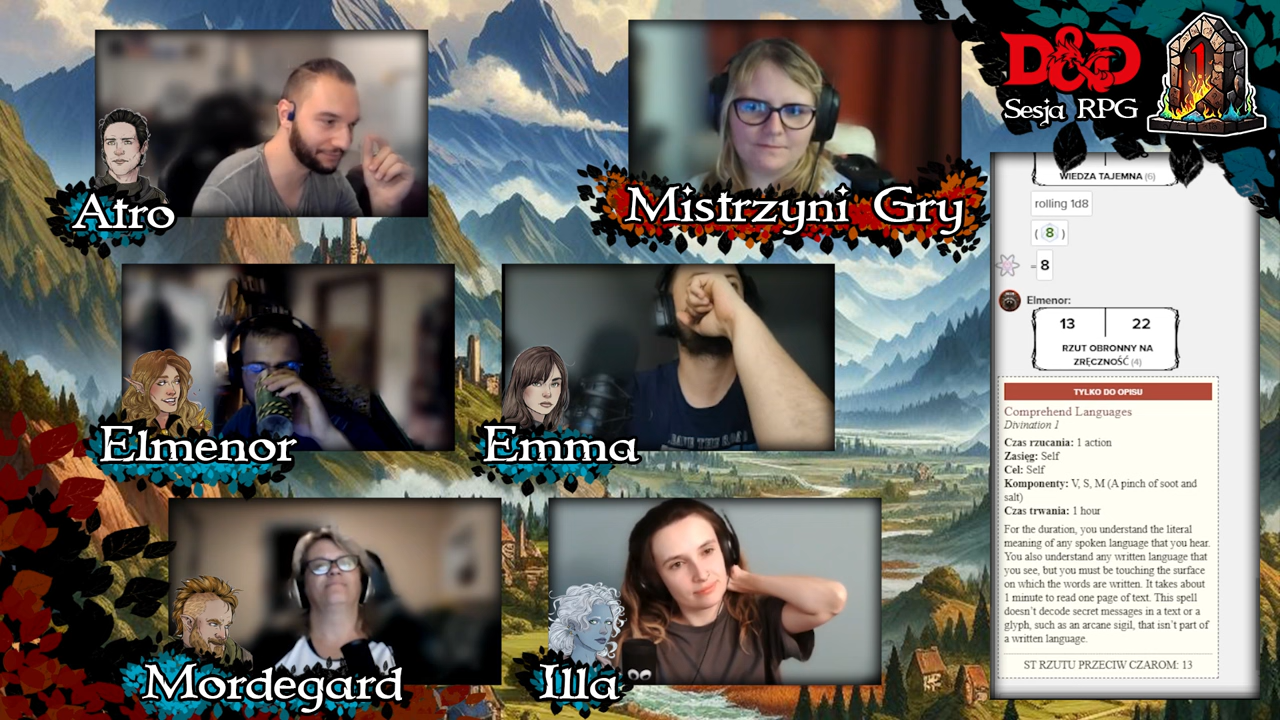 D&D
Sesja RPG
1
Atro
Mistrzyni Gry
Elmenor
Emma
Mordegard
Illa
WIEDZA TAJEMNA (6)
rolling 1d8
( 8 )
=8
Elmenor:
13 22
RZUT OBRONNY NA
ZRĘCZNOŚĆ (4)
TYLKO DO OPISU
Comprehend Languages
Divination 1
Czas rzucania: 1 action
Zasięg: Self
Cel: Self
Komponenty: V, S, M (A pinch of soot and
salt)
Czas trwania: 1 hour
For the duration, you understand the literal
meaning of any spoken language that you hear.
You also understand any written language that
you see, but you must be touching the surface
on which the words are written. It takes about
1 minute to read one page of text. This spell
doesn't decode secret messages in a text or a
glyph, such as an arcane sigil, that isn't part of
a written language.
ST RZUTU PRZECIW CZAROM: 13